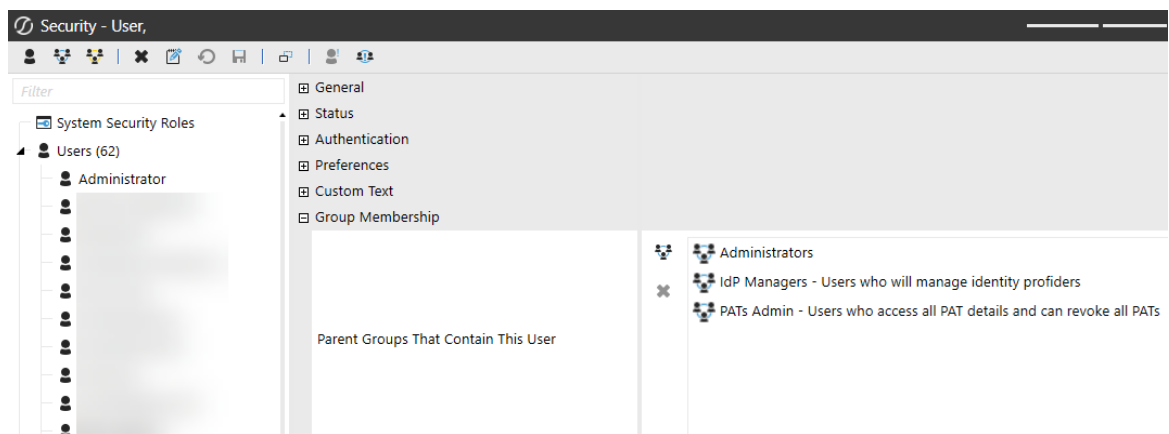 Security - User,
Filter
System Security Roles
Users (62)
Administrator
General
Status
Authentication
Preferences
Custom Text
Group Membership
Parent Groups That Contain This User
Administrators
IdP Managers - Users who will manage identity profiders
PATs Admin - Users who access all PAT details and can revoke all PATs